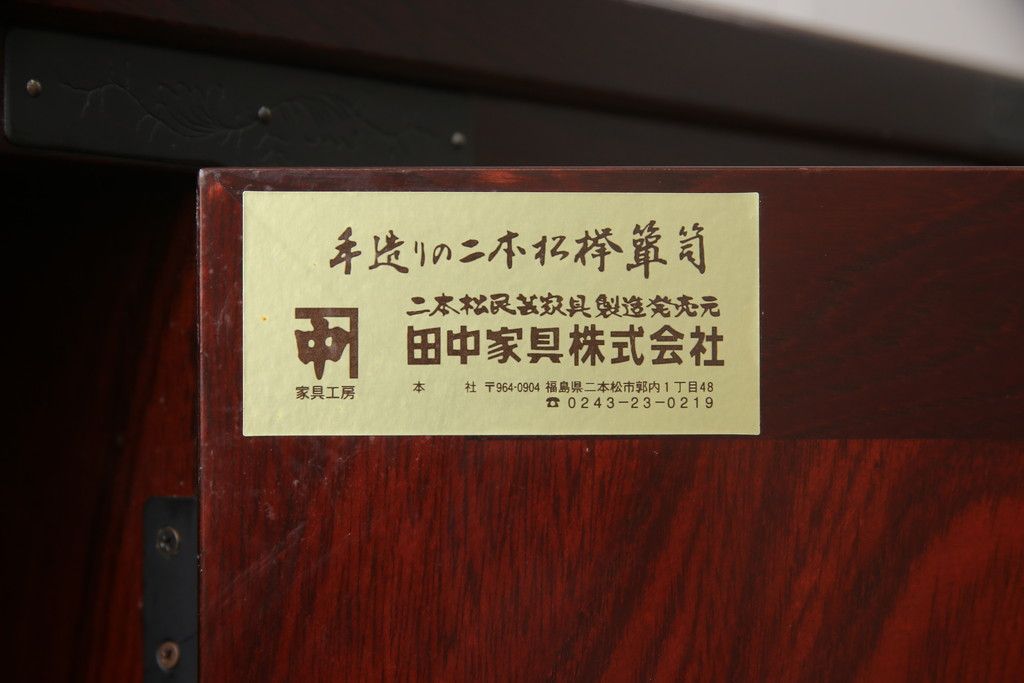 手造りの二本松欅簞笥
二本松民芸家具製造発売元
田中家具株式会社
家具工房
本 社 〒964-0904 福島県二本松市郭内1丁目48
☎ 0243-23-0219